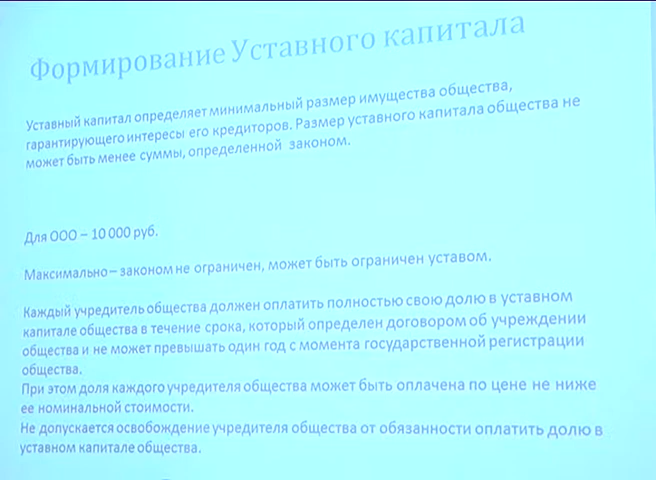 Формирование Уставного капитала
Уставный капитал определяет минимальный размер имущества общества,
гарантирующего интересы его кредиторов. Размер уставного капитала общества не
может быть менее суммы, определенной законом.
Для ООО – 10 000 руб.
Максимально – законом не ограничен, может быть ограничен уставом.
Каждый учредитель общества должен оплатить полностью свою долю в уставном
капитале общества в течение срока, который определен договором об учреждении
общества и не может превышать один год с момента государственной регистрации
общества.
При этом доля каждого учредителя общества может быть оплачена по цене не ниже
ее номинальной стоимости.
Не допускается освобождение учредителя общества от обязанности оплатить долю в
уставном капитале общества.